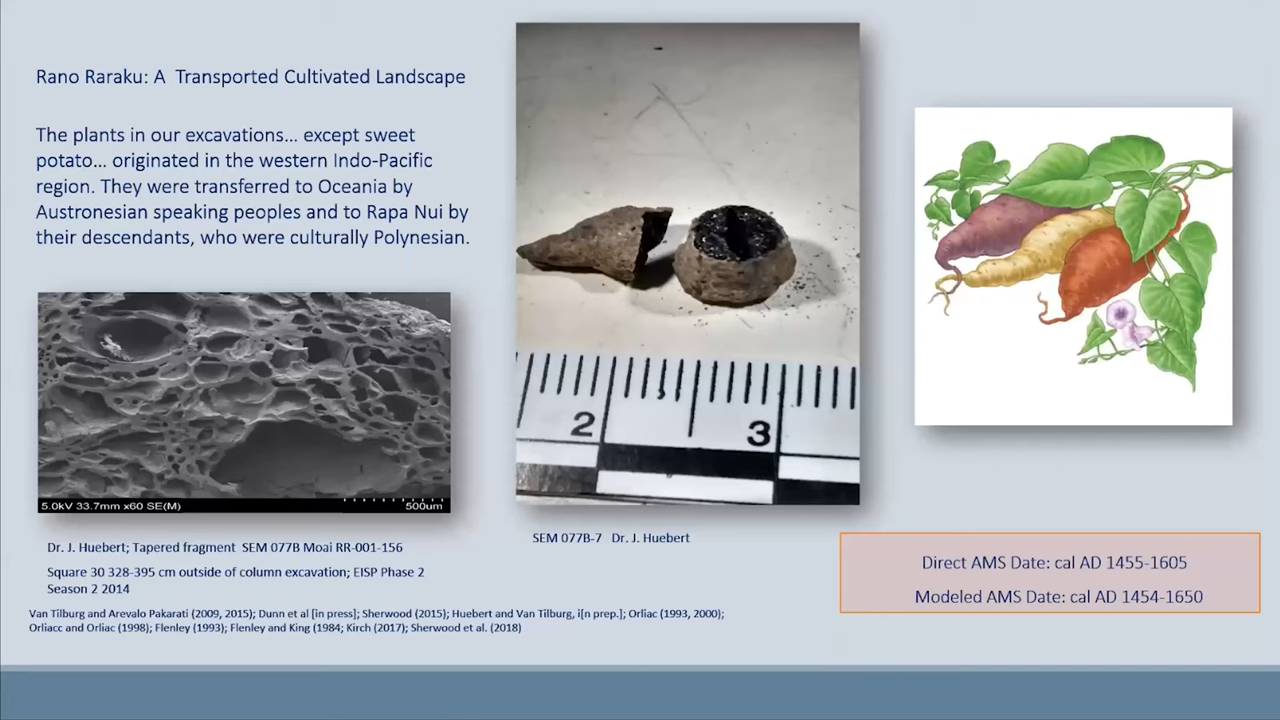 Rano Raraku: A Transported Cultivated Landscape
The plants in our excavations... except sweet
potato... originated in the western Indo-Pacific
region. They were transferred to Oceania by
Austronesian speaking peoples and to Rapa Nui by
their descendants, who were culturally Polynesian.
5.0kV 33.7mm x60 SE(M) 500um
Dr. J. Huebert; Tapered fragment SEM 077B Moai RR-001-156
Square 30 328-395 cm outside of column excavation; EISP Phase 2
Season 2 2014
2 3
SEM 077B-7 Dr. J. Huebert
Direct AMS Date: cal AD 1455-1605
Modeled AMS Date: cal AD 1454-1650
Van Tilburg and Arevalo Pakarati (2009, 2015); Dunn et al [in press]; Sherwood (2015); Huebert and Van Tilburg, i[n prep.]; Orliac (1993, 2000);
Orliacc and Orliac (1998); Flenley (1993); Flenley and King (1984; Kirch (2017); Sherwood et al. (2018)